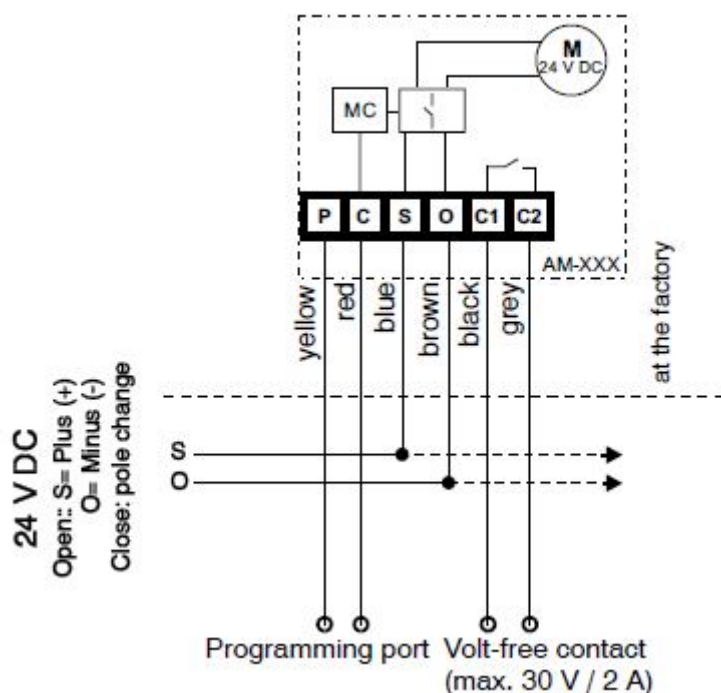 M
24 V DC
MC
P C S O C1 C2
AM-XXX
yellow
red
blue
brown
black
grey
at the factory
24 V DC
Open:: S= Plus (+)
O= Minus (-)
Close: pole change
S
O
Programming port
Volt-free contact
(max. 30 V / 2 A)